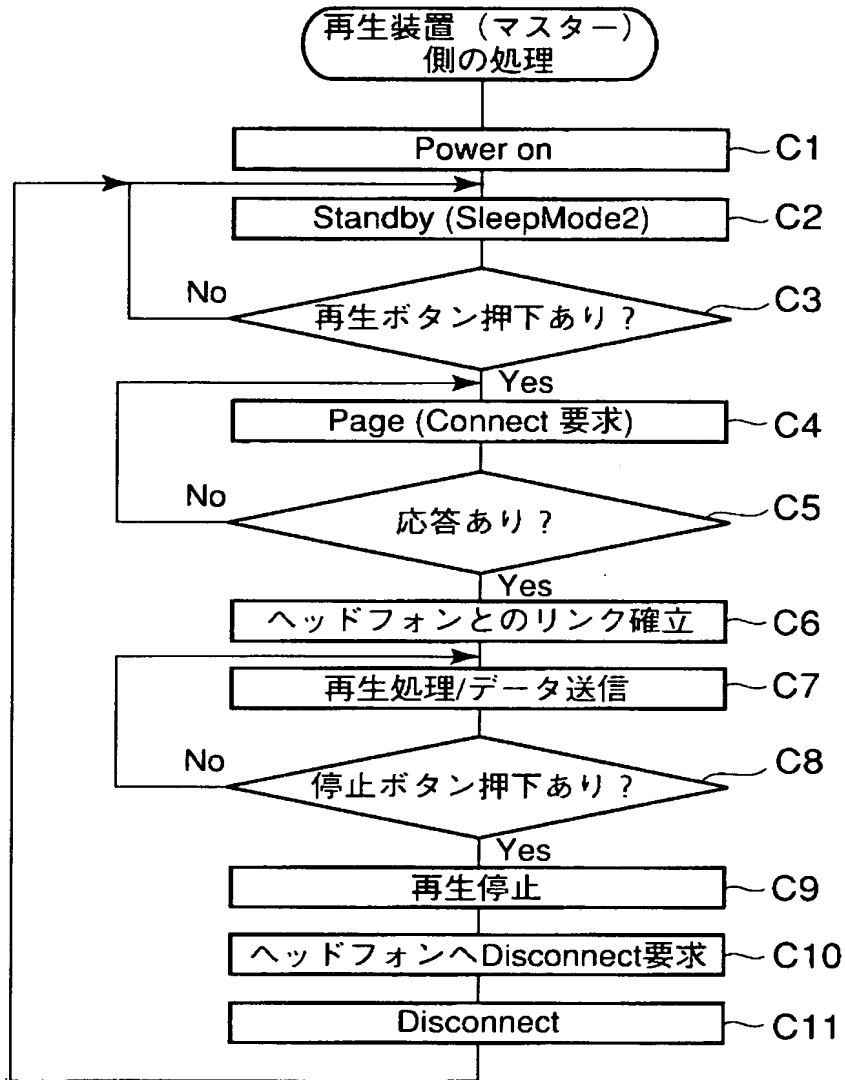 再生装置（マスター）
側の処理
Power on
C1
Standby (SleepMode2)
C2
再生ボタン押下あり？
C3
No
Yes
Page (Connect 要求)
C4
応答あり？
C5
No
Yes
ヘッドフォンとのリンク確立
C6
再生処理/データ送信
C7
停止ボタン押下あり？
C8
No
Yes
再生停止
C9
ヘッドフォンへDisconnect要求
C10
Disconnect
C11